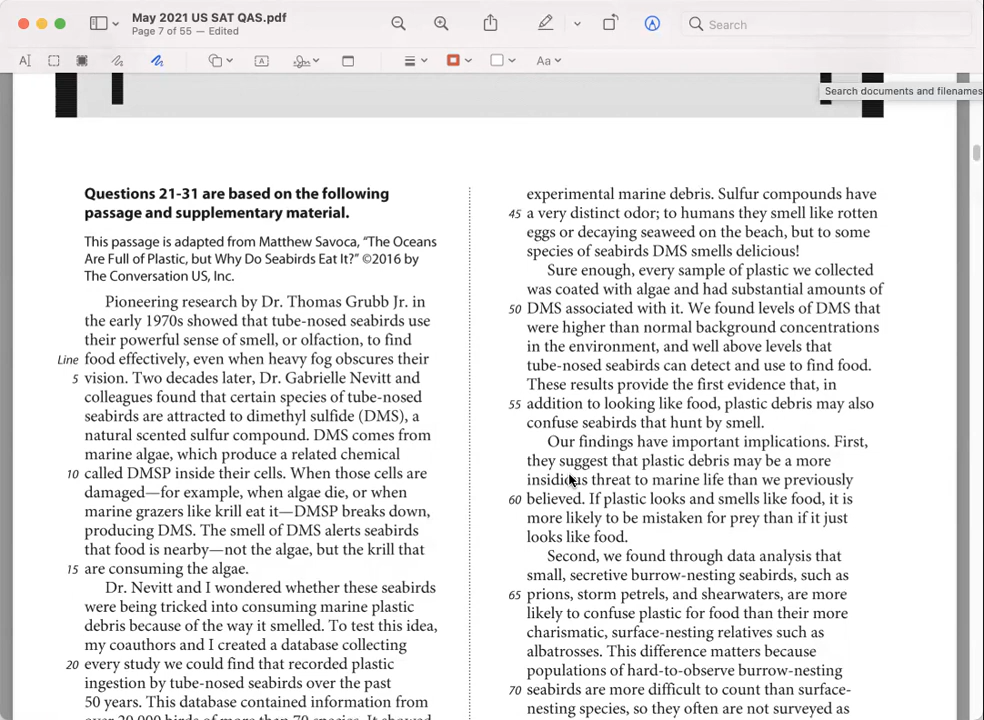 May 2021 US SAT QAS.pdf
Page 7 of 55 — Edited
Search
Aa
Search documents and filenames
Questions 21-31 are based on the following
passage and supplementary material.
This passage is adapted from Matthew Savoca, “The Oceans
Are Full of Plastic, but Why Do Seabirds Eat It?” ©2016 by
The Conversation US, Inc.
Pioneering research by Dr. Thomas Grubb Jr. in
the early 1970s showed that tube-nosed seabirds use
their powerful sense of smell, or olfaction, to find
Line food effectively, even when heavy fog obscures their
5 vision. Two decades later, Dr. Gabrielle Nevitt and
colleagues found that certain species of tube-nosed
seabirds are attracted to dimethyl sulfide (DMS), a
natural scented sulfur compound. DMS comes from
marine algae, which produce a related chemical
10 called DMSP inside their cells. When those cells are
damaged—for example, when algae die, or when
marine grazers like krill eat it—DMSP breaks down,
producing DMS. The smell of DMS alerts seabirds
that food is nearby—not the algae, but the krill that
15 are consuming the algae.
Dr. Nevitt and I wondered whether these seabirds
were being tricked into consuming marine plastic
debris because of the way it smelled. To test this idea,
my coauthors and I created a database collecting
20 every study we could find that recorded plastic
ingestion by tube-nosed seabirds over the past
50 years. This database contained information from
over 20,000 birds of more than 70 species. It showed
experimental marine debris. Sulfur compounds have
45 a very distinct odor; to humans they smell like rotten
eggs or decaying seaweed on the beach, but to some
species of seabirds DMS smells delicious!
Sure enough, every sample of plastic we collected
was coated with algae and had substantial amounts of
50 DMS associated with it. We found levels of DMS that
were higher than normal background concentrations
in the environment, and well above levels that
tube-nosed seabirds can detect and use to find food.
These results provide the first evidence that, in
55 addition to looking like food, plastic debris may also
confuse seabirds that hunt by smell.
Our findings have important implications. First,
they suggest that plastic debris may be a more
insidious threat to marine life than we previously
60 believed. If plastic looks and smells like food, it is
more likely to be mistaken for prey than if it just
looks like food.
Second, we found through data analysis that
small, secretive burrow-nesting seabirds, such as
65 prions, storm petrels, and shearwaters, are more
likely to confuse plastic for food than their more
charismatic, surface-nesting relatives such as
albatrosses. This difference matters because
populations of hard-to-observe burrow-nesting
70 seabirds are more difficult to count than surface-
nesting species, so they often are not surveyed as